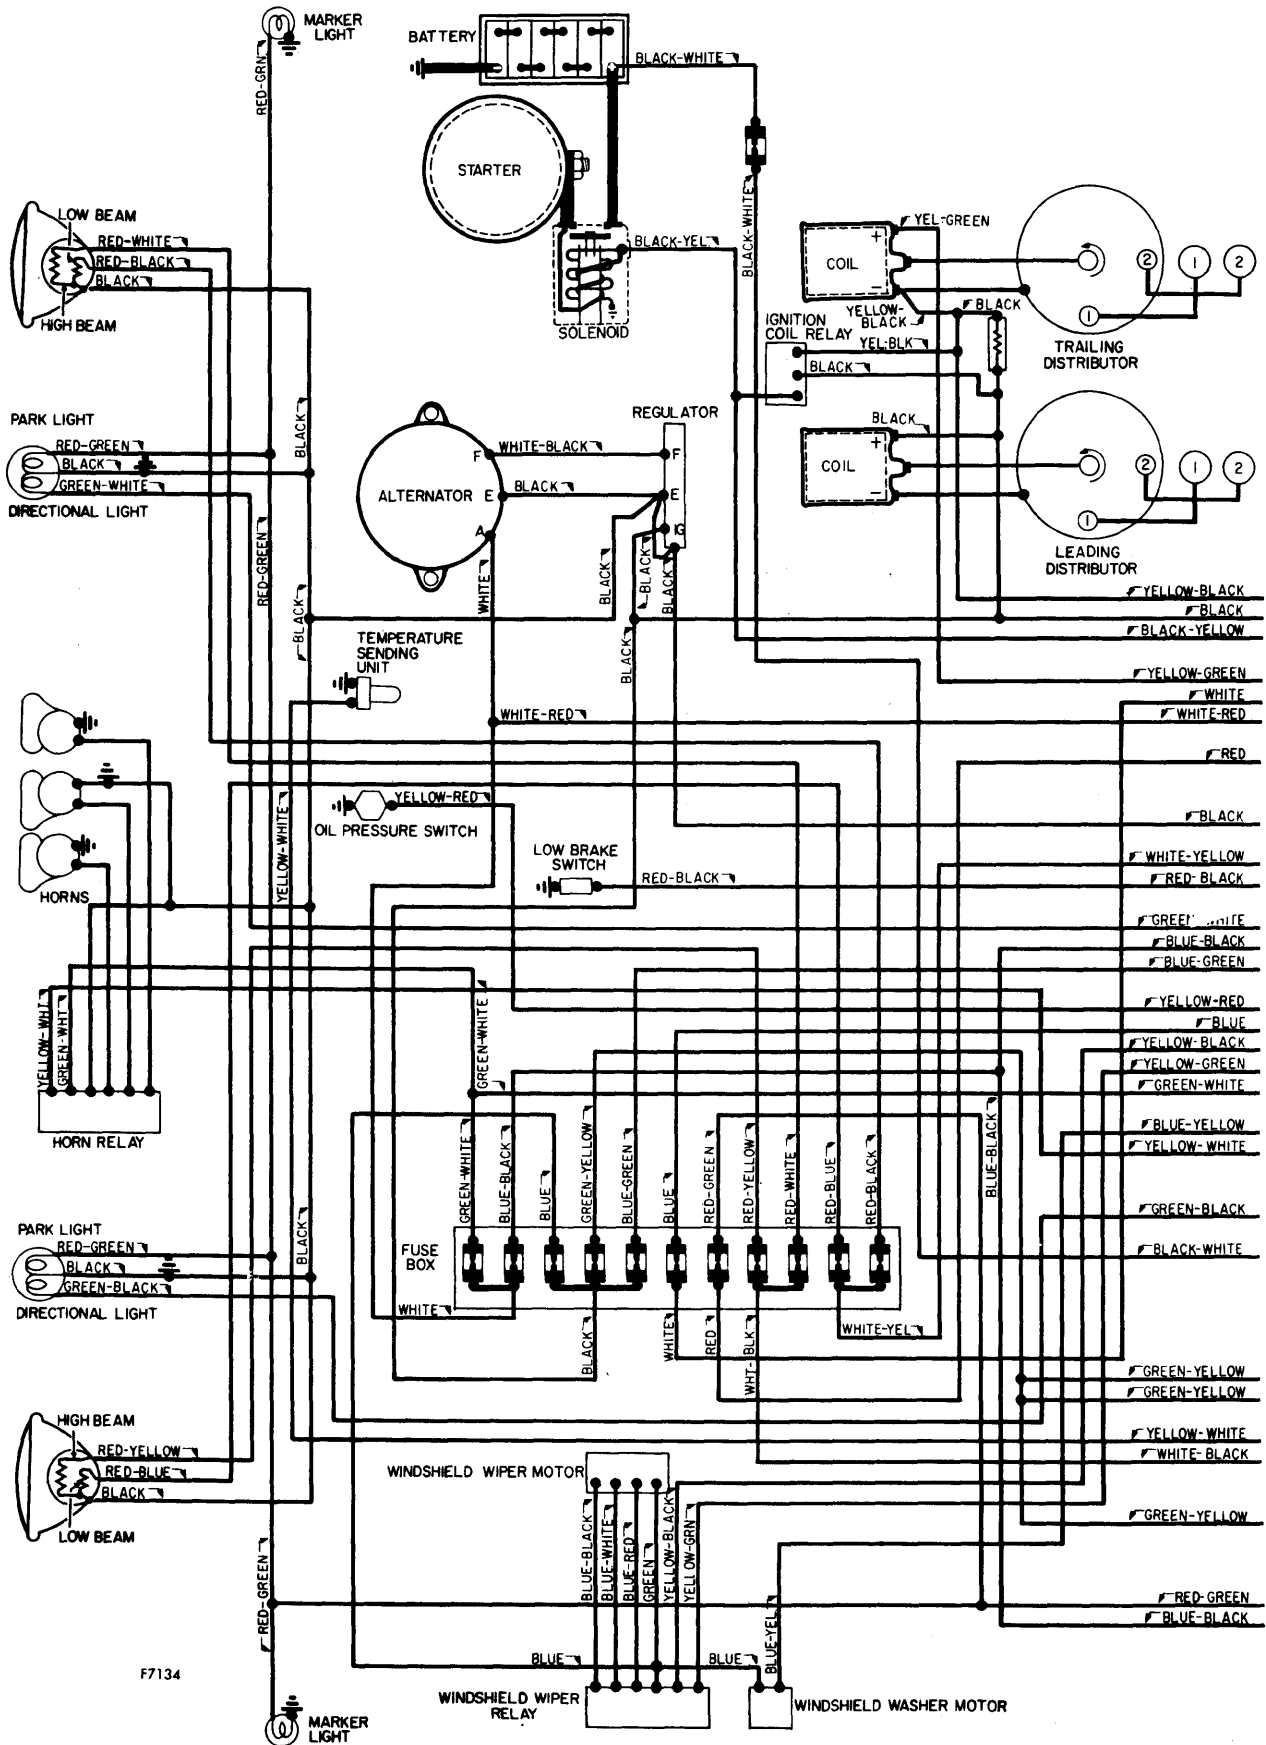 MARKER
LIGHT
BATTERY
BLACK-WHITE
RED-GRN
STARTER
BLACK-WHITE
LOW BEAM
RED-WHITE
RED-BLACK
BLACK
HIGH BEAM
BLACK-YEL
SOLENOID
YEL-GREEN
+
COIL
-
2
1
2
1
BLACK
YELLOW-
BLACK
IGNITION
COIL RELAY
YEL-BLK
BLACK
TRAILING
DISTRIBUTOR
PARK LIGHT
RED-GREEN
BLACK
GREEN-WHITE
DIRECTIONAL LIGHT
BLACK
RED-GREEN
BLACK
REGULATOR
F
WHITE-BLACK
F
ALTERNATOR
E
BLACK
E
A
IG
WHITE
BLACK
BLACK
BLACK
BLACK
BLACK
+
COIL
-
2
1
2
1
LEADING
DISTRIBUTOR
YELLOW-BLACK
BLACK
BLACK-YELLOW
TEMPERATURE
SENDING
UNIT
YELLOW-GREEN
WHITE
WHITE-RED
WHITE-RED
RED
YELLOW-RED
OIL PRESSURE SWITCH
YELLOW-WHITE
BLACK
HORNS
LOW BRAKE
SWITCH
RED-BLACK
WHITE-YELLOW
RED-BLACK
BLUE-BLACK
BLUE-GREEN
YELLOW-RED
BLUE
YELLOW-BLACK
YELLOW-GREEN
GREEN-WHITE
BLUE-YELLOW
YELLOW-WHITE
YELLOW-WHT
GREEN-WHT
HORN RELAY
GREEN-WHITE
GREEN-WHITE
BLUE-BLACK
BLUE
GREEN-YELLOW
BLUE-GREEN
BLUE
RED-GREEN
RED-YELLOW
RED-WHITE
RED-BLUE
RED-BLACK
BLUE-BLACK
GREEN-BLACK
BLACK-WHITE
PARK LIGHT
RED-GREEN
BLACK
GREEN-BLACK
DIRECTIONAL LIGHT
BLACK
FUSE
BOX
WHITE
BLACK
WHITE
RED
WHT-BLK
WHITE-YEL
GREEN-YELLOW
GREEN-YELLOW
YELLOW-WHITE
WHITE-BLACK
HIGH BEAM
RED-YELLOW
RED-BLUE
BLACK
LOW BEAM
WINDSHIELD WIPER MOTOR
BLUE-BLACK
BLUE-WHITE
BLUE-RED
GREEN
YELLOW-BLACK
YELLOW-GRN
GREEN-YELLOW
RED-GREEN
RED-GREEN
BLUE-BLACK
BLUE-YEL
BLUE
BLUE
F7134
WINDSHIELD WIPER
RELAY
WINDSHIELD WASHER MOTOR
MARKER
LIGHT